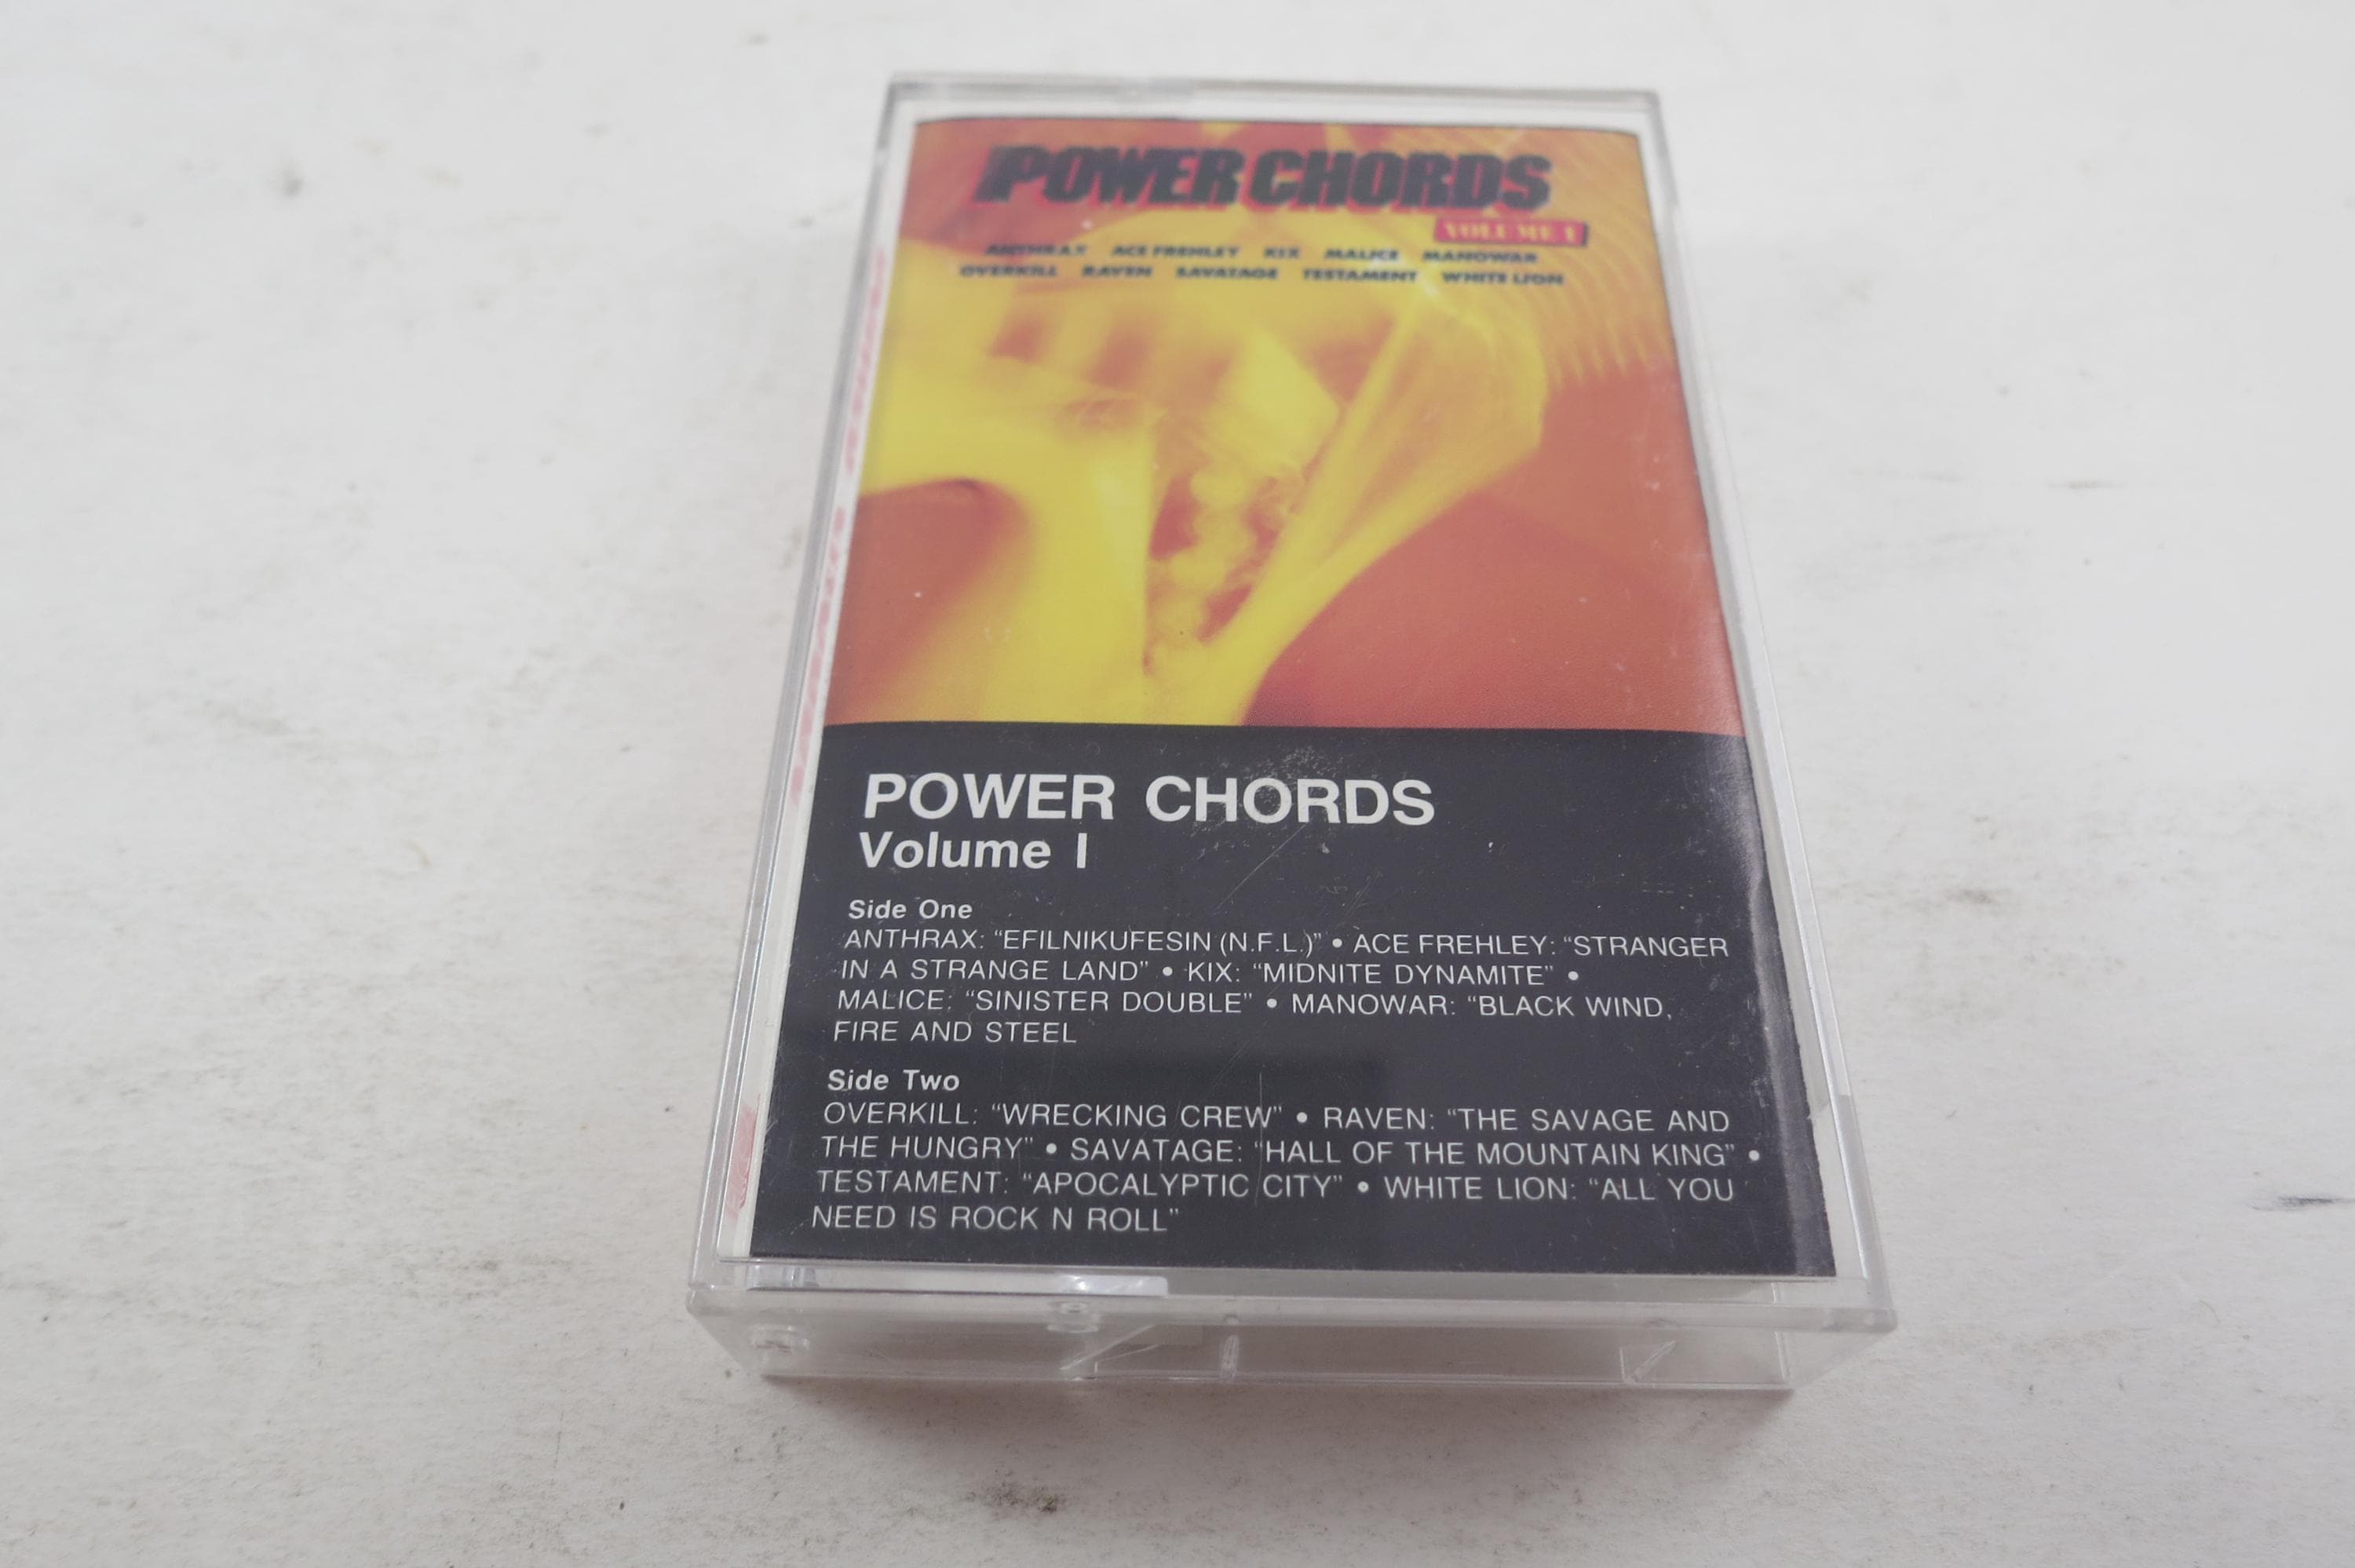 POWER CHORDS
VOLUME I
ANTHRAX ACE FREHLEY KIX MALICE MANOWAR
OVERKILL RAVEN SAVATAGE TESTAMENT WHITE LION
POWER CHORDS
Volume I
Side One
ANTHRAX: “EFILNIKUFESIN (N.F.L.)” • ACE FREHLEY: “STRANGER
IN A STRANGE LAND” • KIX: “MIDNITE DYNAMITE” •
MALICE: “SINISTER DOUBLE” • MANOWAR: “BLACK WIND,
FIRE AND STEEL
Side Two
OVERKILL: “WRECKING CREW” • RAVEN: “THE SAVAGE AND
THE HUNGRY” • SAVATAGE: “HALL OF THE MOUNTAIN KING” •
TESTAMENT: “APOCALYPTIC CITY” • WHITE LION: “ALL YOU
NEED IS ROCK N ROLL”